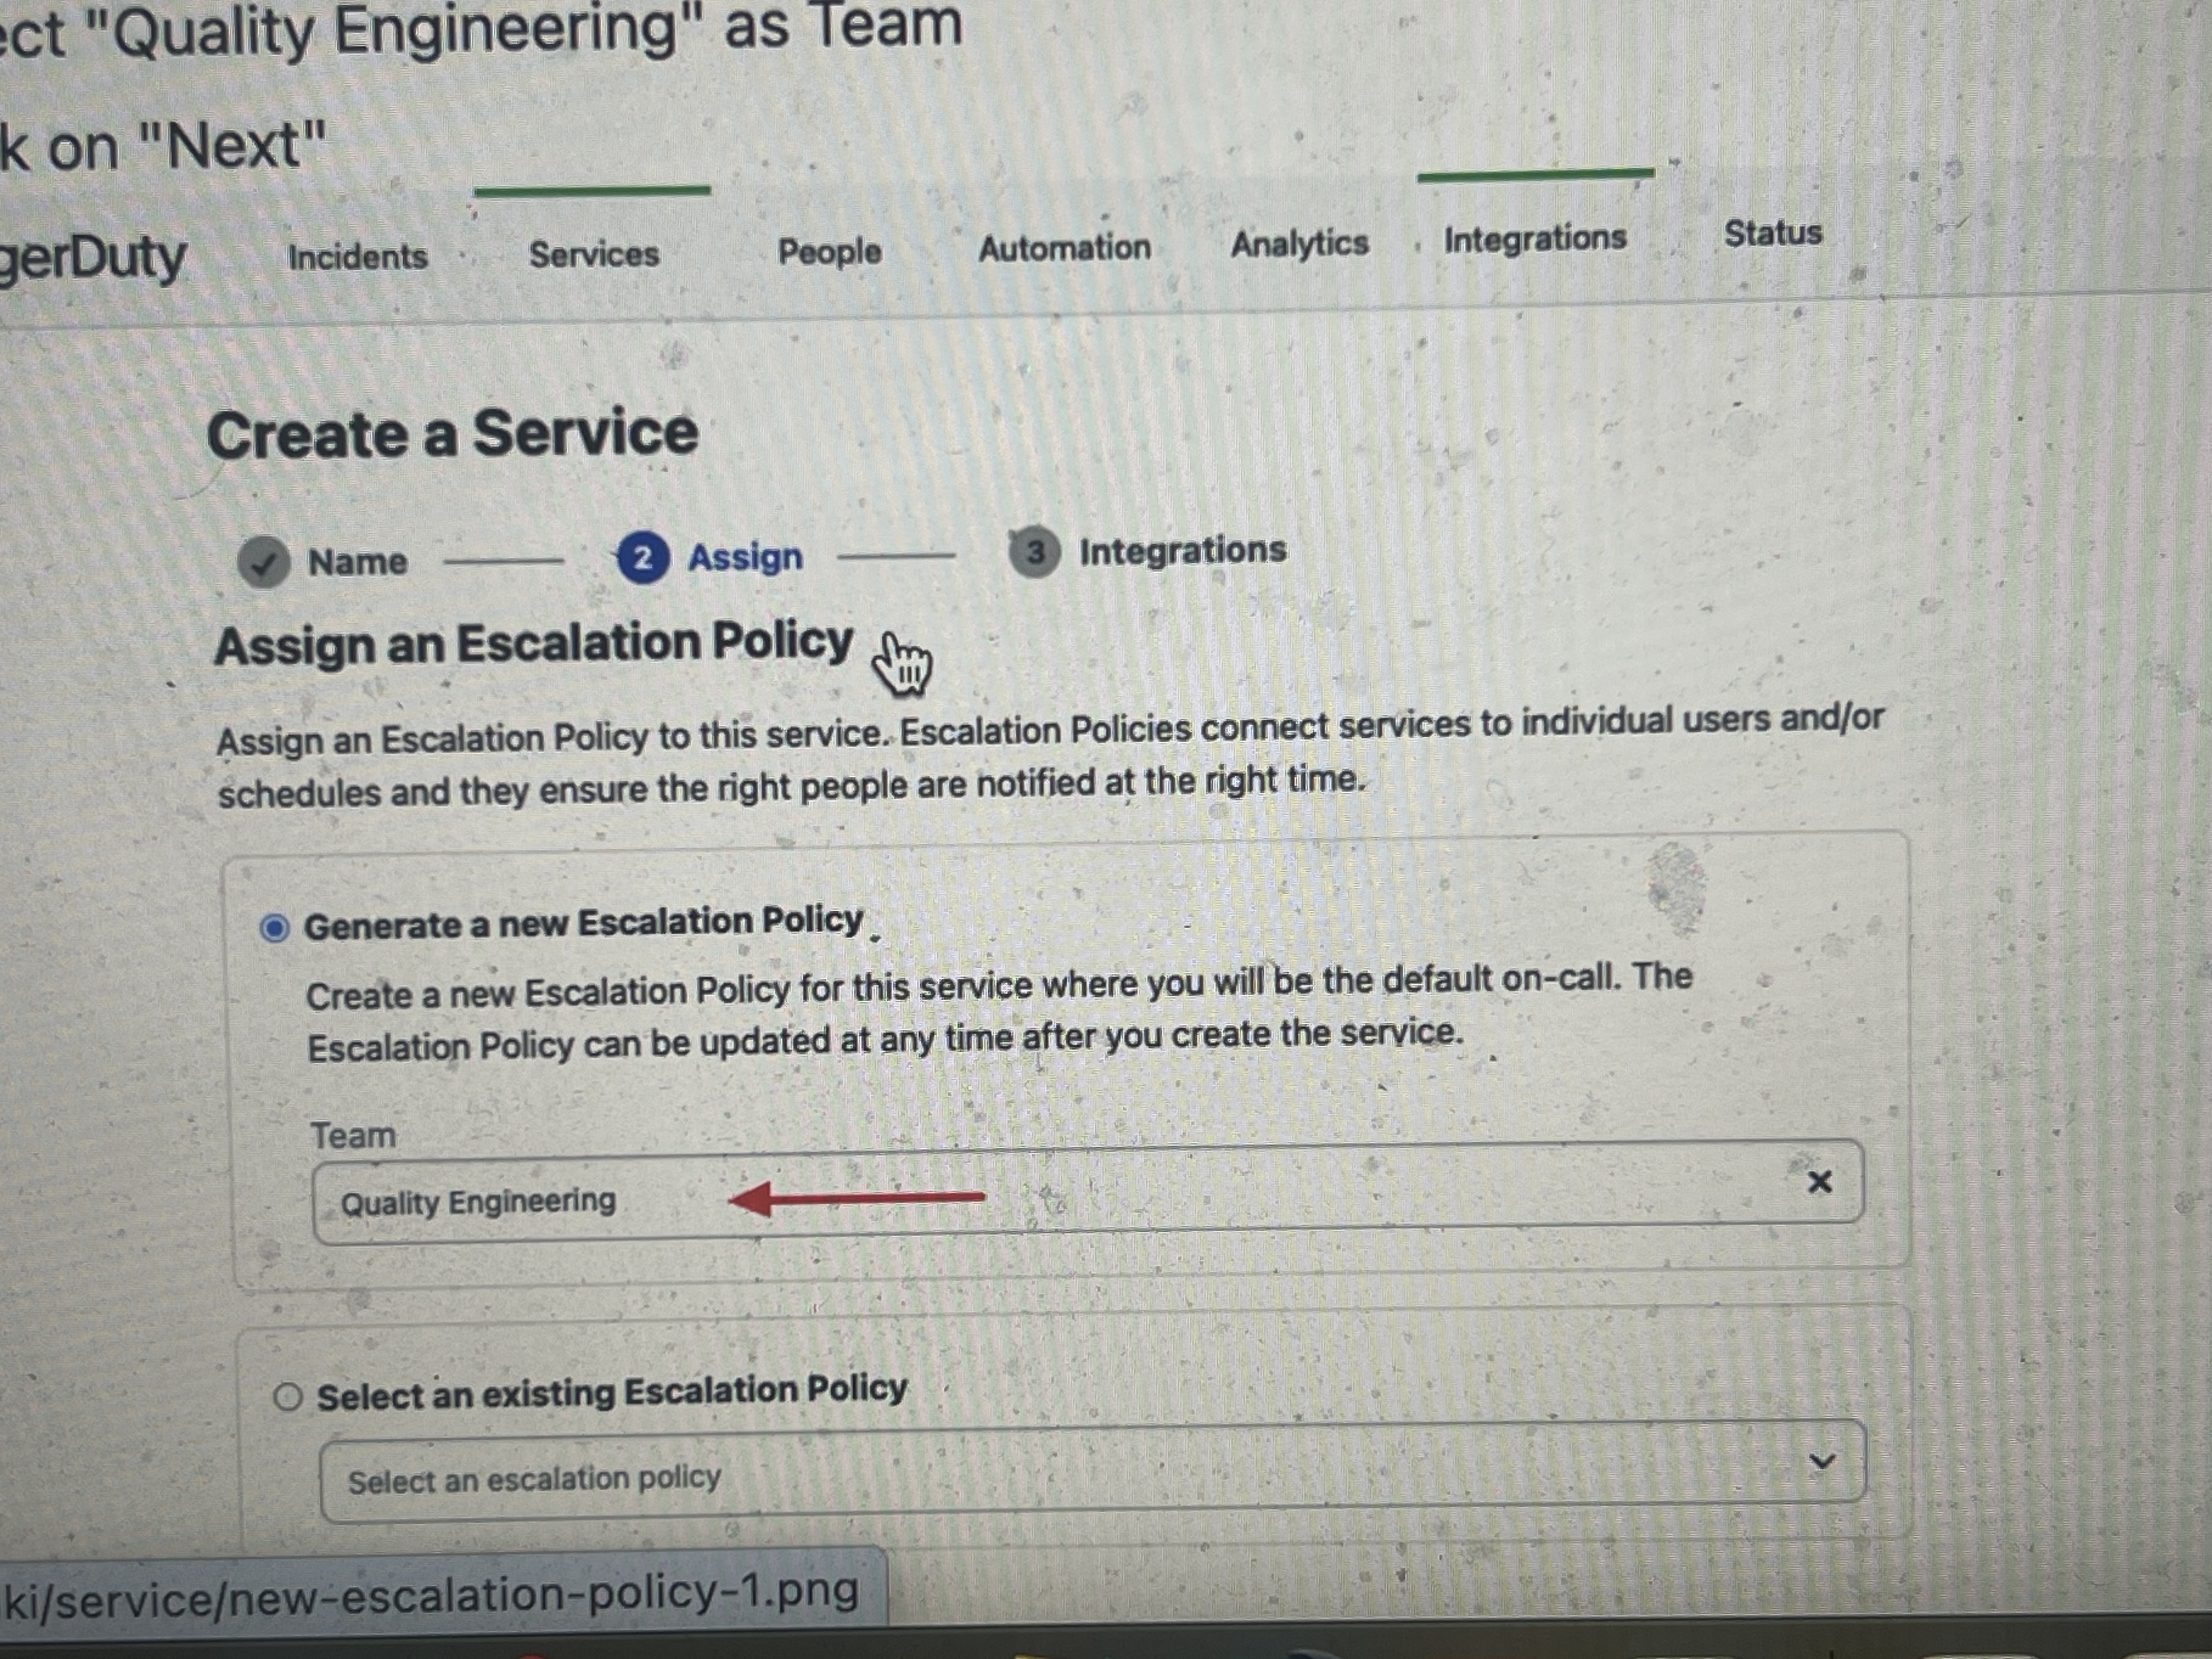 ect "Quality Engineering" as Team
k on "Next"
gerDuty Incidents Services People Automation Analytics Integrations Status
Create a Service
Name 2 Assign 3 Integrations
Assign an Escalation Policy
Assign an Escalation Policy to this service. Escalation Policies connect services to individual users and/or
schedules and they ensure the right people are notified at the right time.
Generate a new Escalation Policy
Create a new Escalation Policy for this service where you will be the default on-call. The
Escalation Policy can be updated at any time after you create the service.
Team
Quality Engineering
Select an existing Escalation Policy
Select an escalation policy
ki/service/new-escalation-policy-1.png